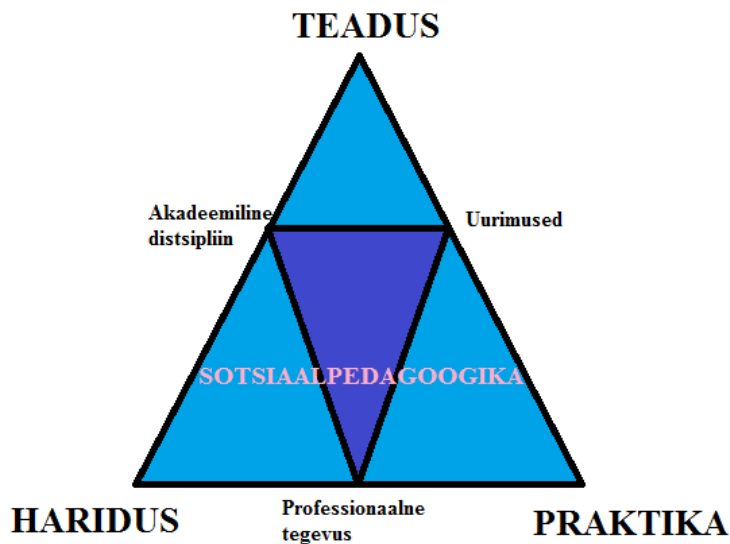 TEADUS
Akadeemiline
distsipliin
Uurimused
SOTSIAALPEDAGOOGIKA
HARIDUS
Professionaalne
tegevus
PRAKTIKA